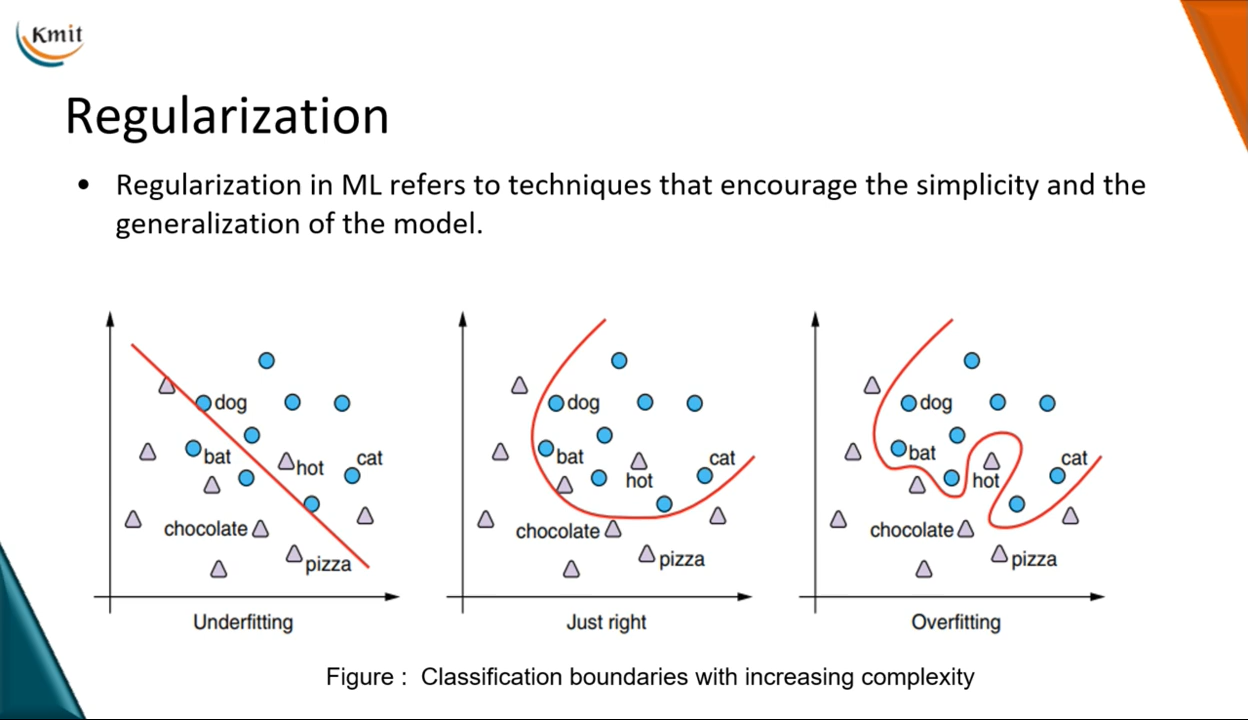 Kmit
Regularization
• Regularization in ML refers to techniques that encourage the simplicity and the
generalization of the model.
dog
bat
hot
cat
chocolate
pizza
Underfitting
dog
bat
hot
cat
chocolate
pizza
Just right
dog
bat
hot
cat
chocolate
pizza
Overfitting
Figure : Classification boundaries with increasing complexity